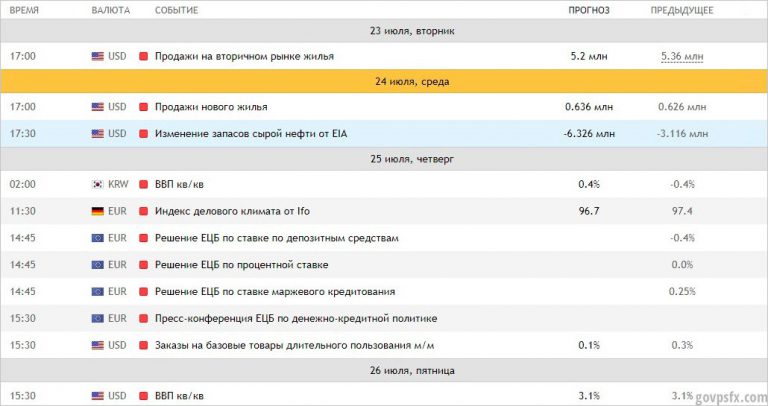 ВРЕМЯ ВАЛЮТА СОБЫТИЕ ПРОГНОЗ ПРЕДЫДУЩЕЕ
23 июля, вторник
17:00 USD Продажи на вторичном рынке жилья 5.2 млн 5.36 млн
24 июля, среда
17:00 USD Продажи нового жилья 0.636 млн 0.626 млн
17:30 USD Изменение запасов сырой нефти от EIA -6.326 млн -3.116 млн
25 июля, четверг
02:00 KRW ВВП кв/кв 0.4% -0.4%
11:30 EUR Индекс делового климата от Ifo 96.7 97.4
14:45 EUR Решение ЕЦБ по ставке по депозитным средствам -0.4%
14:45 EUR Решение ЕЦБ по процентной ставке 0.0%
14:45 EUR Решение ЕЦБ по ставке маржевого кредитования 0.25%
15:30 EUR Пресс-конференция ЕЦБ по денежно-кредитной политике
15:30 USD Заказы на базовые товары длительного пользования м/м 0.1% 0.3%
26 июля, пятница
15:30 USD ВВП кв/кв 3.1% 3.1%
govpsfx.com